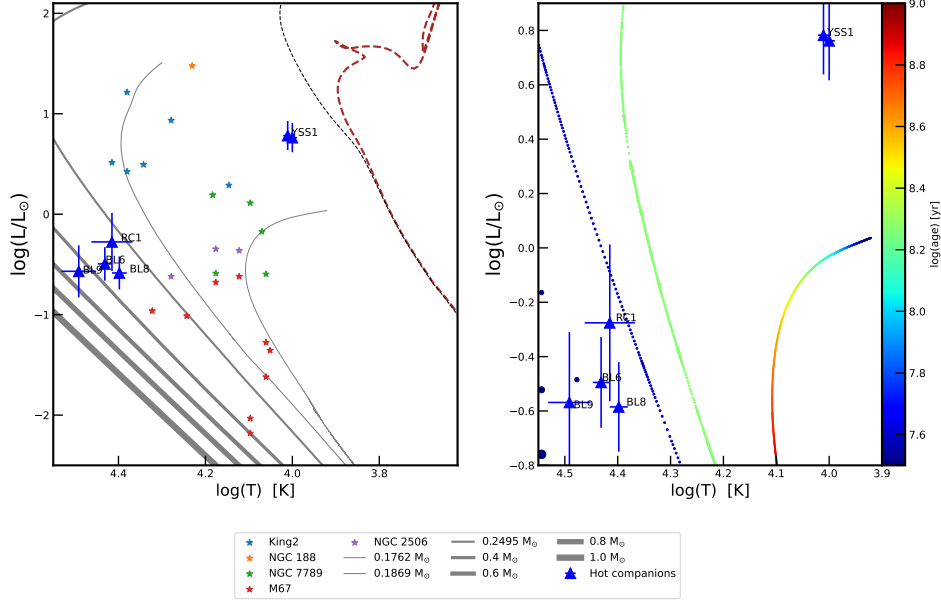 2
1
0
−1
−2
log(L/L⊙)
4.4
4.2
4.0
3.8
log(T) [K]
YSS1
RC1
BL6
BL9
BL8
0.8
0.6
0.4
0.2
0.0
−0.2
−0.4
−0.6
−0.8
log(L/L⊙)
4.5
4.4
4.3
4.2
4.1
4.0
3.9
log(T) [K]
YSS1
RC1
BL6
BL9
BL8
9.0
8.8
8.6
8.4
8.2
8.0
7.8
7.6
log(age) [yr]
King2
NGC 188
NGC 7789
M67
NGC 2506
0.1762 M⊙
0.1869 M⊙
0.2495 M⊙
0.4 M⊙
0.6 M⊙
0.8 M⊙
1.0 M⊙
Hot companions